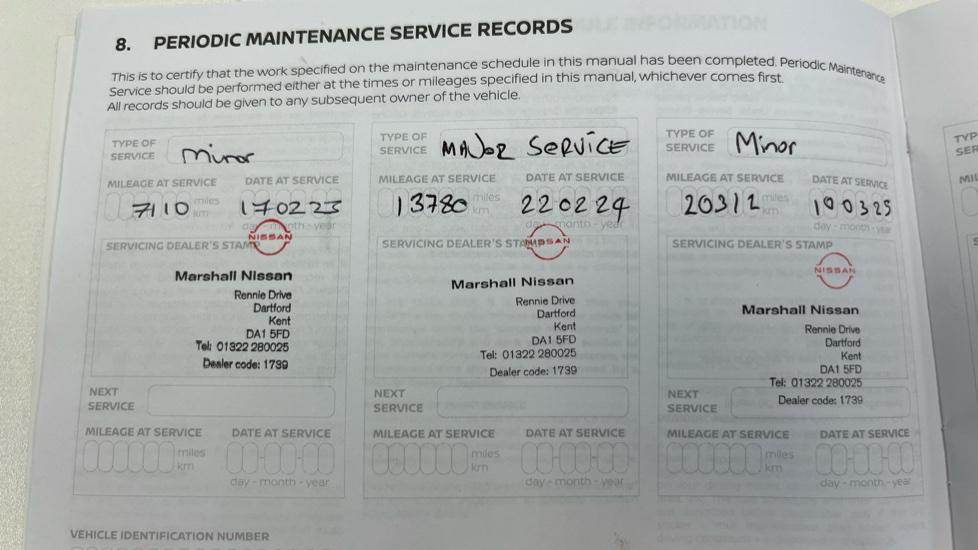 8. PERIODIC MAINTENANCE SERVICE RECORDS
This is to certify that the work specified on the maintenance schedule in this manual has been completed. Periodic Maintenance
Service should be performed either at the times or mileages specified in this manual, whichever comes first.
All records should be given to any subsequent owner of the vehicle.
TYPE OF
SERVICE minor
MILEAGE AT SERVICE DATE AT SERVICE
7110 miles 170223
km day - month - year
NISSAN
SERVICING DEALER'S STAMP
Marshall Nissan
Rennie Drive
Dartford
Kent
DA1 5FD
Tel: 01322 280025
Dealer code: 1739
NEXT
SERVICE
MILEAGE AT SERVICE DATE AT SERVICE
miles
km
day - month - year
TYPE OF
SERVICE MAJOR SERVICE
MILEAGE AT SERVICE DATE AT SERVICE
13780 miles 220224
km day - month - year
SERVICING DEALER'S STAMP NISSAN
Marshall Nissan
Rennie Drive
Dartford
Kent
DA1 5FD
Tel: 01322 280025
Dealer code: 1739
NEXT
SERVICE
MILEAGE AT SERVICE DATE AT SERVICE
miles
km
day - month - year
TYPE OF
SERVICE Minor
MILEAGE AT SERVICE DATE AT SERVICE
20312 miles 100325
km day - month - year
SERVICING DEALER'S STAMP
NISSAN
Marshall Nissan
Rennie Drive
Dartford
Kent
DA1 5FD
Tel: 01322 280025
Dealer code: 1739
NEXT
SERVICE
MILEAGE AT SERVICE DATE AT SERVICE
miles
km
day - month - year
VEHICLE IDENTIFICATION NUMBER